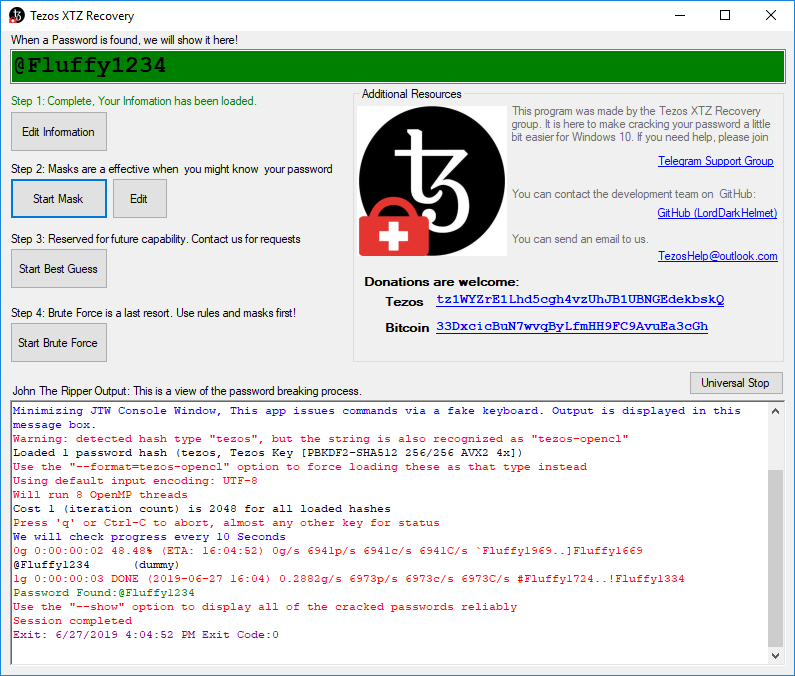 Tezos XTZ Recovery
When a Password is found, we will show it here!
@Fluffy1234
Step 1: Complete, Your Infomation has been loaded.
Edit Information
Step 2: Masks are a effective when you might know your password
Start Mask
Edit
Step 3: Reserved for future capability. Contact us for requests
Start Best Guess
Step 4: Brute Force is a last resort. Use rules and masks first!
Start Brute Force
Additional Resources
This program was made by the Tezos XTZ Recovery
group. It is here to make cracking your password a little
bit easier for Windows 10. If you need help, please join
Telegram Support Group
You can contact the development team on GitHub:
GitHub (LordDarkHelmet)
You can send an email to us.
TezosHelp@outlook.com
Donations are welcome:
Tezos tz1WYZrE1Lhd5cgh4vzUhJB1UBNGEdekbskQ
Bitcoin 33DxcicBuN7wvqByLfmHH9FC9AvuEa3cGh
Universal Stop
John The Ripper Output: This is a view of the password breaking process.
Minimizing JTW Console Window, This app issues commands via a fake keyboard. Output is displayed in this
message box.
Warning: detected hash type "tezos", but the string is also recognized as "tezos-opencl"
Loaded 1 password hash (tezos, Tezos Key [PBKDF2-SHA512 256/256 AVX2 4x])
Use the "--format=tezos-opencl" option to force loading these as that type instead
Using default input encoding: UTF-8
Will run 8 OpenMP threads
Cost 1 (iteration count) is 2048 for all loaded hashes
Press 'q' or Ctrl-C to abort, almost any other key for status
We will check progress every 10 Seconds
0g 0:00:00:02 48.48% (ETA: 16:04:52) 0g/s 6941p/s 6941c/s 6941C/s `Fluffy1969..]Fluffy1669
@Fluffy1234 (dummy)
1g 0:00:00:03 DONE (2019-06-27 16:04) 0.2882g/s 6973p/s 6973c/s 6973C/s #Fluffy1724..!Fluffy1334
Password Found:@Fluffy1234
Use the "--show" option to display all of the cracked passwords reliably
Session completed
Exit: 6/27/2019 4:04:52 PM Exit Code:0